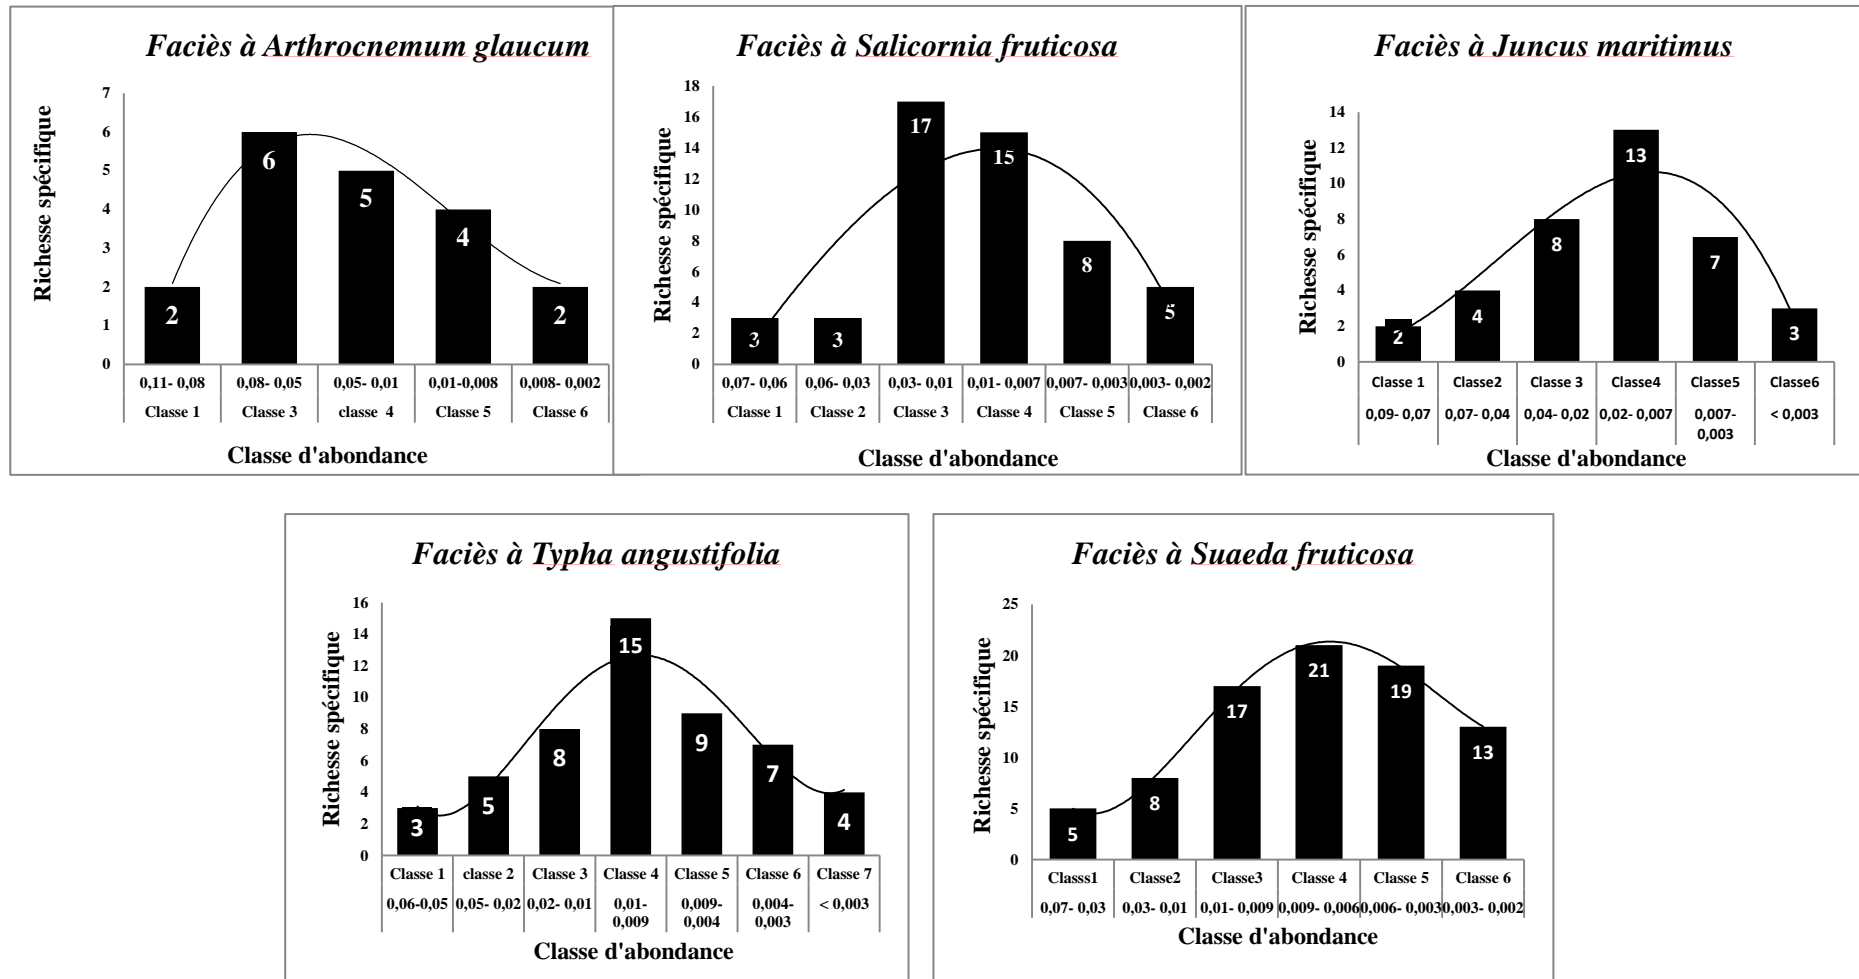 Faciès à Arthrocnemum glaucum
Richesse spécifique
7
6
5
4
3
2
1
0
2
6
5
4
2
0,11- 0,08 0,08- 0,05 0,05- 0,01 0,01-0,008 0,008- 0,002
Classe 1 Classe 3 classe 4 Classe 5 Classe 6
Classe d'abondance
Faciès à Salicornia fruticosa
Richesse spécifique
18
16
14
12
10
8
6
4
2
0
3
3
17
15
8
5
0,07- 0,06 0,06- 0,03 0,03- 0,01 0,01- 0,007 0,007- 0,003 0,003- 0,002
Classe 1 Classe 2 Classe 3 Classe 4 Classe 5 Classe 6
Classe d'abondance
Faciès à Juncus maritimus
Richesse spécifique
14
12
10
8
6
4
2
0
2
4
8
13
7
3
Classe 1 Classe2 Classe 3 Classe4 Classe5 Classe6
0,09- 0,07 0,07- 0,04 0,04- 0,02 0,02- 0,007 0,007- < 0,003
0,003
Classe d'abondance
Faciès à Typha angustifolia
Richesse spécifique
16
14
12
10
8
6
4
2
0
3
5
8
15
9
7
4
Classe 1 classe 2 Classe 3 Classe 4 Classe 5 Classe 6 Classe 7
0,06-0,05 0,05- 0,02 0,02- 0,01 0,01- 0,009- 0,004- < 0,003
0,009 0,004 0,003
Classe d'abondance
Faciès à Suaeda fruticosa
Richesse spécifique
25
20
15
10
5
0
5
8
17
21
19
13
Classs1 Classe2 Classe3 Classe 4 Classe 5 Classe 6
0,07- 0,03 0,03- 0,01 0,01- 0,009 0,009- 0,006 0,006- 0,003 0,003- 0,002
Classe d'abondance